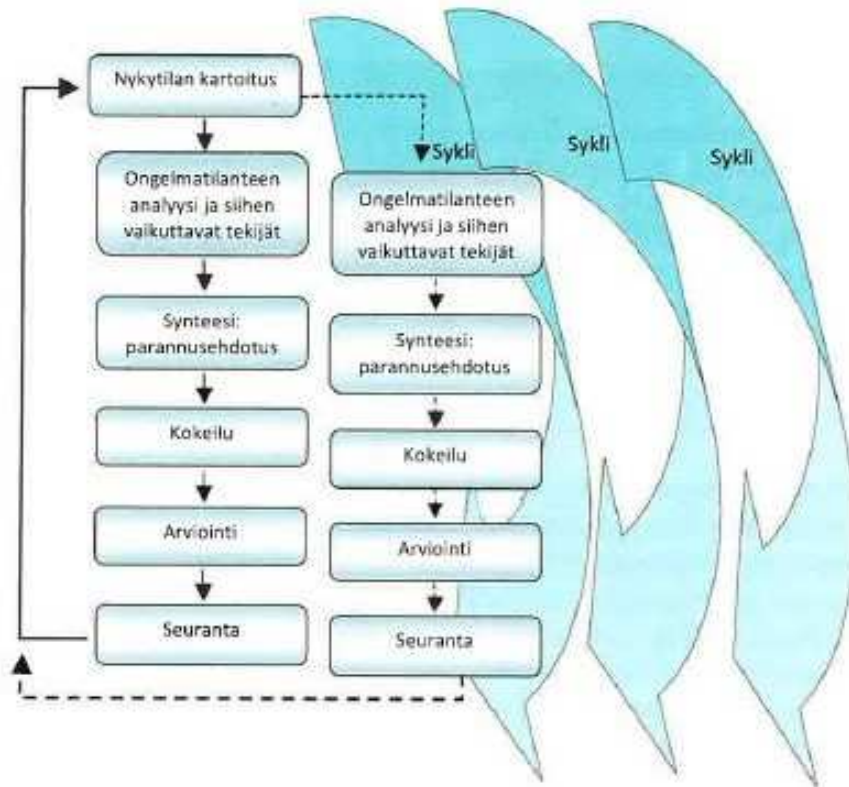 Nykytilan kartoitus
Ongelmatilanteen
analyysi ja siihen
vaikuttavat tekijät
Synteesi:
parannusehdotus
Kokeilu
Arviointi
Seuranta
Sykli
Ongelmatilanteen
analyysi ja siihen
vaikuttavat tekijät
Synteesi:
parannusehdotus
Kokeilu
Arviointi
Seuranta
Sykli
Sykli